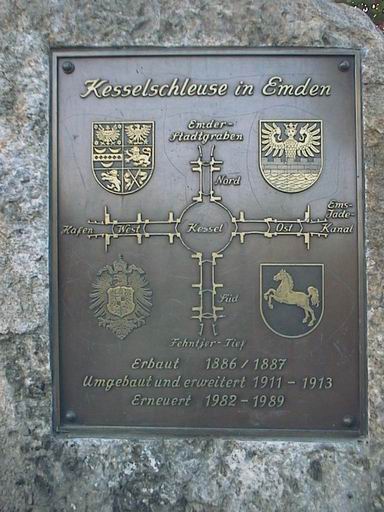 Kesselschleuse in Emden
Emder-
Stadtgraben
Nord
Hafen
West
Kessel
Ost
Ems-
Jade-
Kanal
Süd
Fehntjer-Tief
Erbaut 1886/1887
Umgebaut und erweitert 1911 - 1913
Erneuert 1982 - 1989